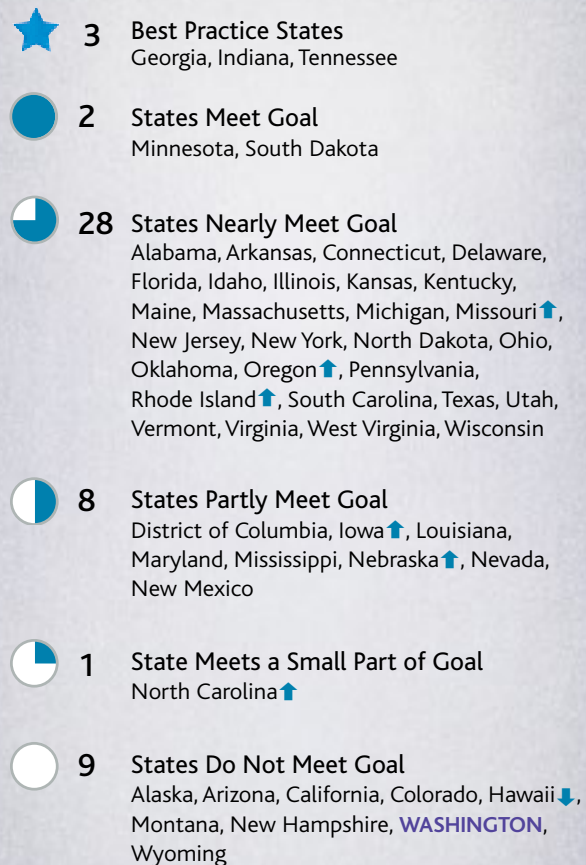 3 Best Practice States
Georgia, Indiana, Tennessee
2 States Meet Goal
Minnesota, South Dakota
28 States Nearly Meet Goal
Alabama, Arkansas, Connecticut, Delaware,
Florida, Idaho, Illinois, Kansas, Kentucky,
Maine, Massachusetts, Michigan, Missouri⬆,
New Jersey, New York, North Dakota, Ohio,
Oklahoma, Oregon⬆, Pennsylvania,
Rhode Island⬆, South Carolina, Texas, Utah,
Vermont, Virginia, West Virginia, Wisconsin
8 States Partly Meet Goal
District of Columbia, Iowa⬆, Louisiana,
Maryland, Mississippi, Nebraska⬆, Nevada,
New Mexico
1 State Meets a Small Part of Goal
North Carolina⬆
9 States Do Not Meet Goal
Alaska, Arizona, California, Colorado, Hawaii⬇,
Montana, New Hampshire, WASHINGTON,
Wyoming